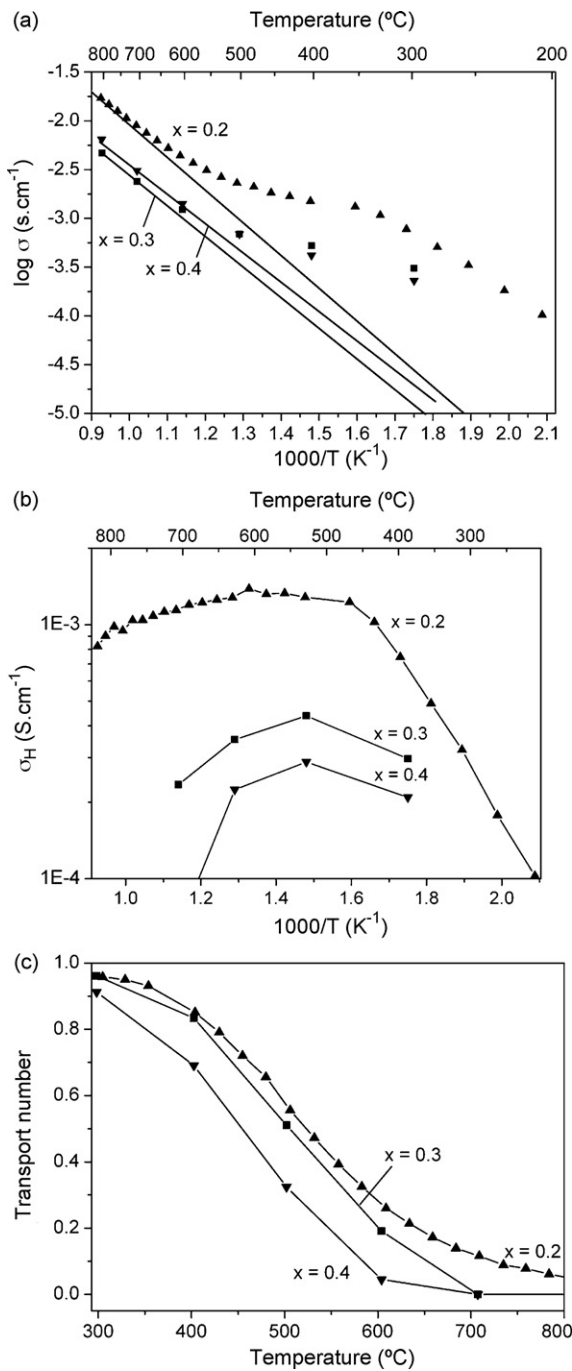 (a) Temperature (ºC)
800 700 600 500 400 300 200
-1.5
-2.0
-2.5
-3.0
-3.5
-4.0
-4.5
-5.0
log σ (s.cm⁻¹)
x = 0.2
x = 0.3
x = 0.4
0.9 1.0 1.1 1.2 1.3 1.4 1.5 1.6 1.7 1.8 1.9 2.0 2.1
1000/T (K⁻¹)
(b) Temperature (ºC)
800 700 600 500 400 300
1E-3
1E-4
σH (S.cm⁻¹)
x = 0.2
x = 0.3
x = 0.4
1.0 1.2 1.4 1.6 1.8 2.0
1000/T (K⁻¹)
(c)
1.0
0.8
0.6
0.4
0.2
0.0
Transport number
x = 0.3
x = 0.2
x = 0.4
300 400 500 600 700 800
Temperature (ºC)